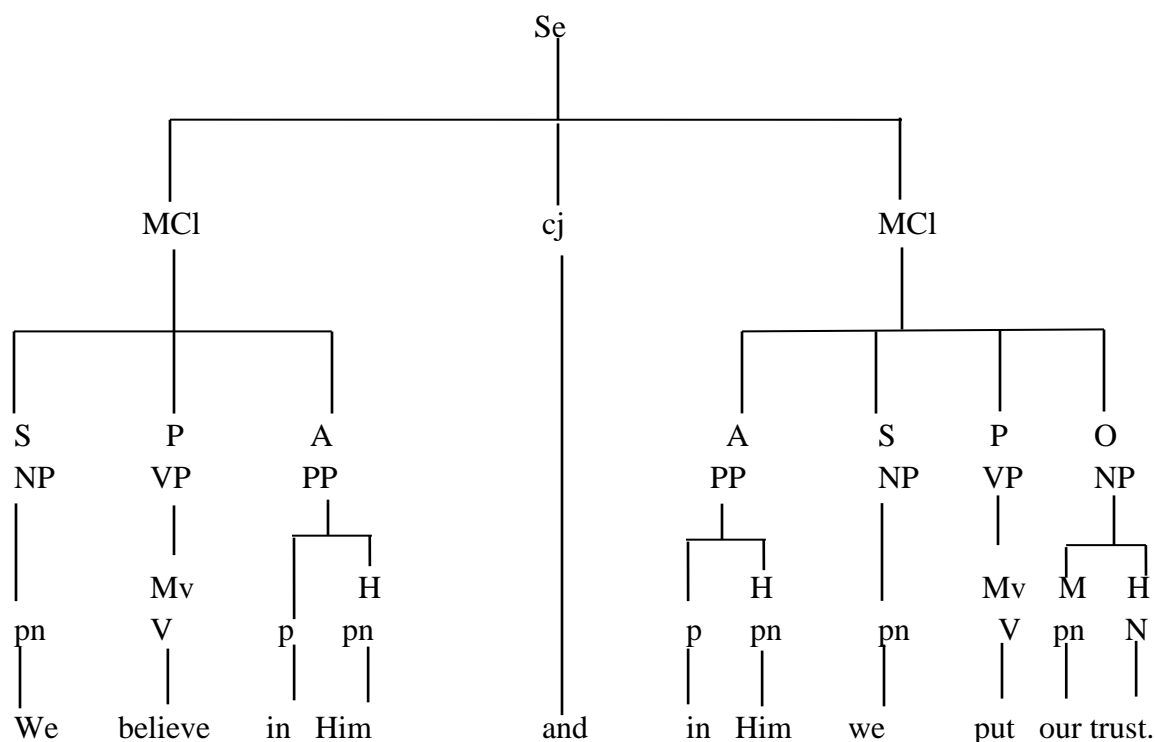 Se
MCl cj MCl
S P A A S P O
NP VP PP PP NP VP NP
Mv H H Mv M H
pn V p pn p pn pn V pn N
We believe in Him and in Him we put our trust.